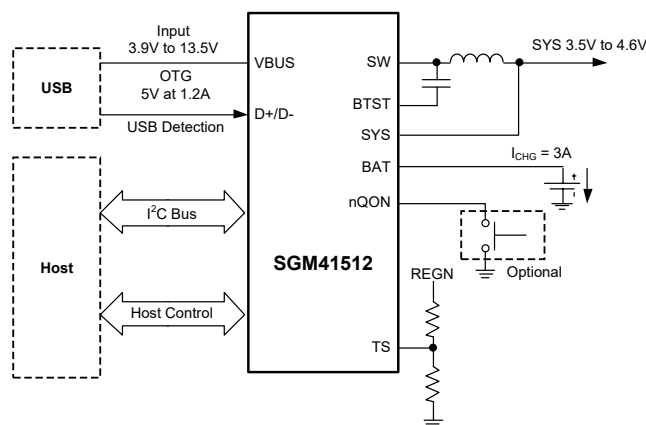 Input
3.9V to 13.5V
OTG
5V at 1.2A
USB Detection
USB
VBUS
D+/D-
SW
BTST
SYS
BAT
nQON
TS
SGM41512
SYS 3.5V to 4.6V
ICHG = 3A
+
-
Optional
REGN
Host
I2C Bus
Host Control